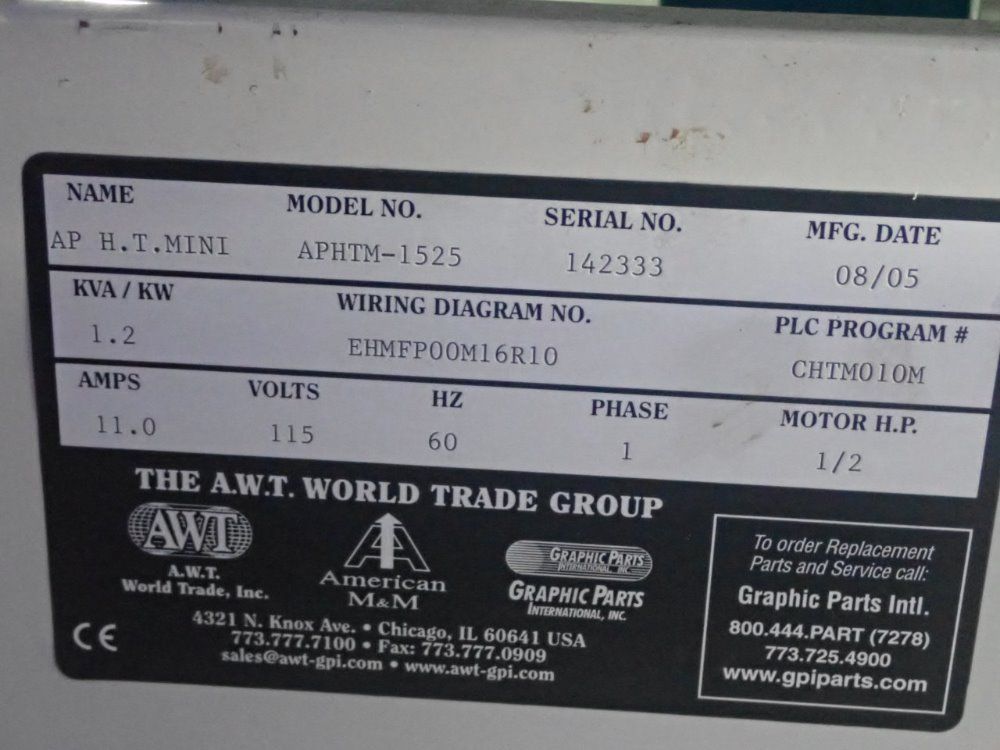 NAME MODEL NO. SERIAL NO. MFG. DATE
AP H.T.MINI APHTM-1525 142333 08/05
KVA / KW WIRING DIAGRAM NO. PLC PROGRAM #
1.2 EHMFP00M16R10 CHTM010M
AMPS VOLTS HZ PHASE MOTOR H.P.
11.0 115 60 1 1/2
THE A.W.T. WORLD TRADE GROUP
AWT
A.W.T.
World Trade, Inc.
American
M&M
GRAPHIC PARTS
INTERNATIONAL, INC.
GRAPHIC PARTS
INTERNATIONAL, INC.
4321 N. Knox Ave. • Chicago, IL 60641 USA
773.777.7100 • Fax: 773.777.0909
sales@awt-gpi.com • www.awt-gpi.com
CE
To order Replacement
Parts and Service call:
Graphic Parts Intl.
800.444.PART (7278)
773.725.4900
www.gpiparts.com